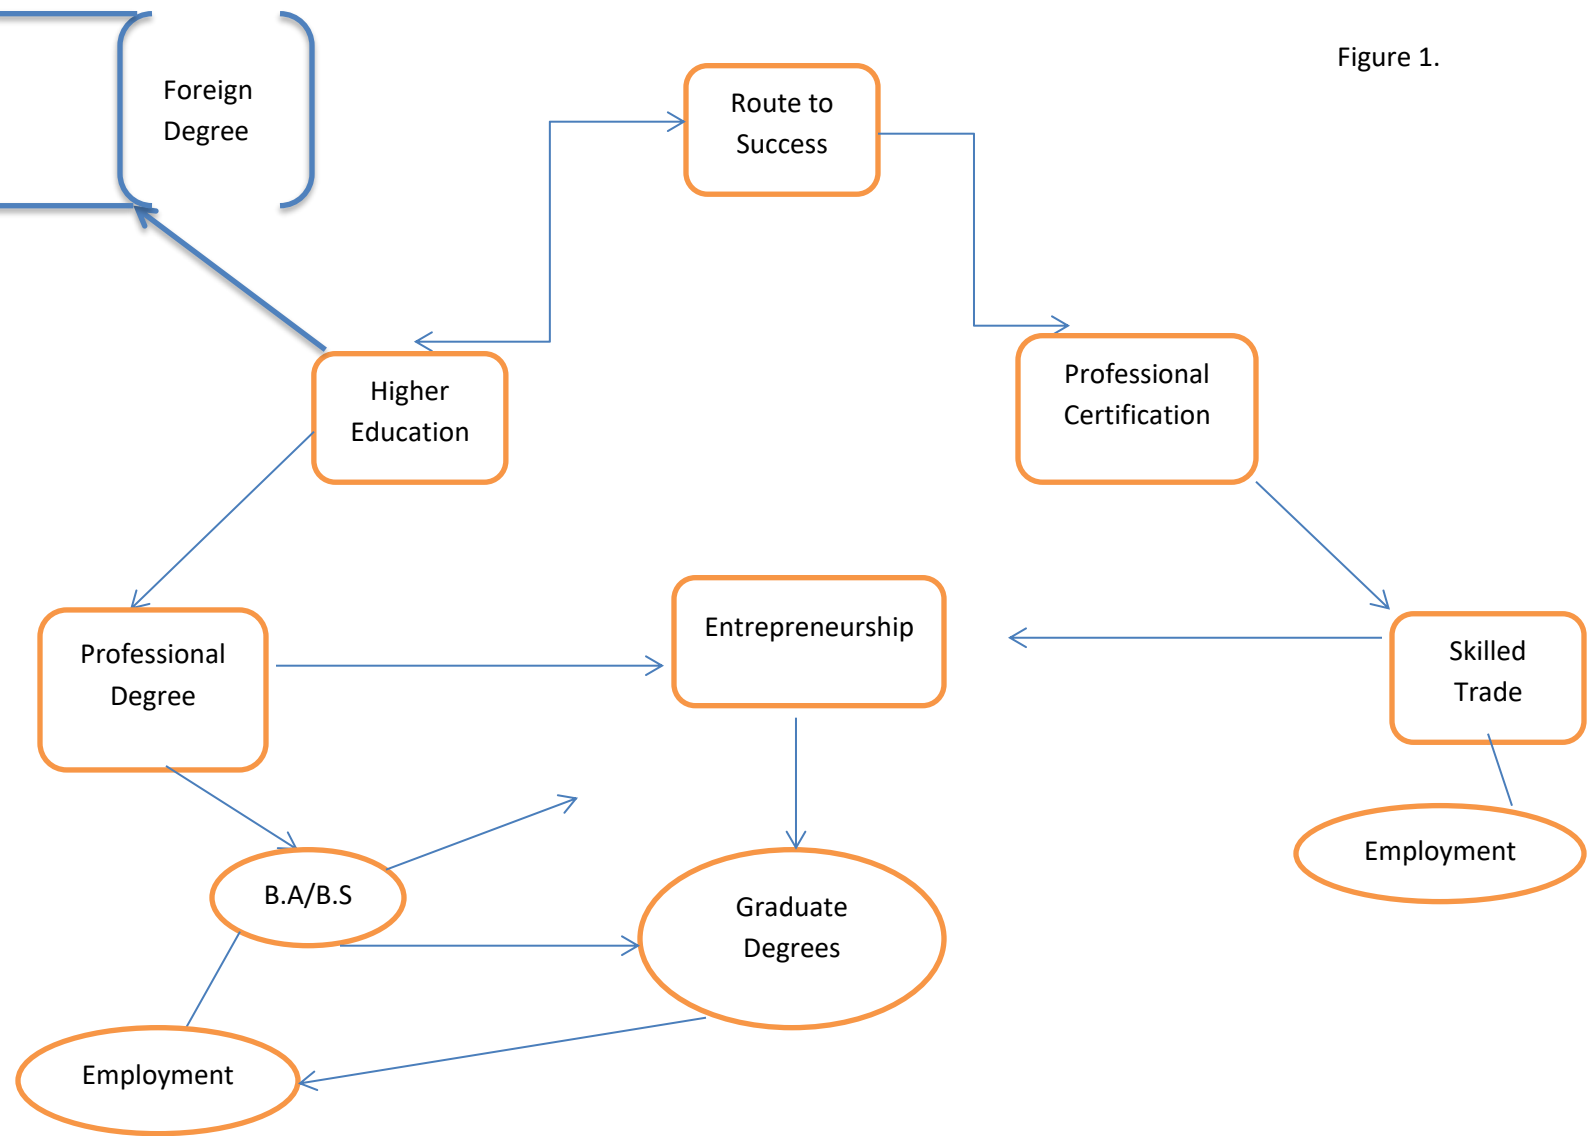 Figure 1.
Foreign
Degree
Route to
Success
Higher
Education
Professional
Certification
Professional
Degree
Entrepreneurship
Skilled
Trade
B.A/B.S
Graduate
Degrees
Employment
Employment